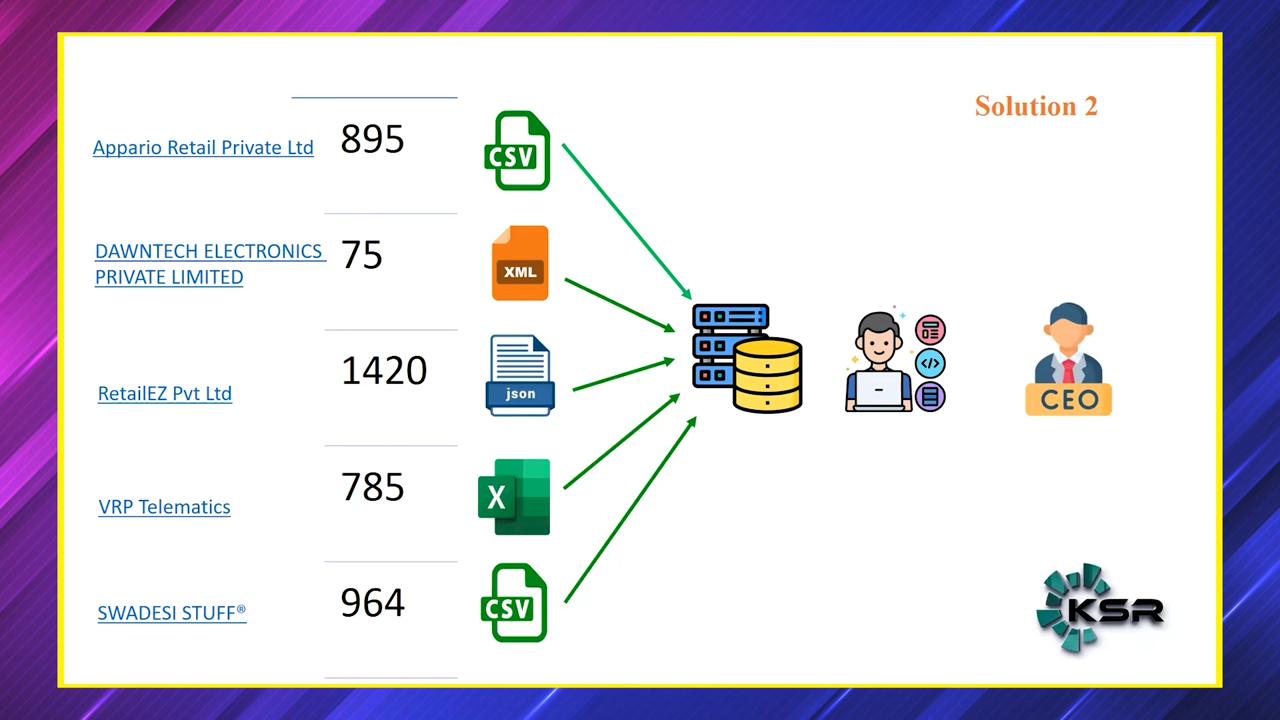 Solution 2
Appario Retail Private Ltd
895
CSV
DAWNTECH ELECTRONICS
PRIVATE LIMITED
75
XML
RetailEZ Pvt Ltd
1420
json
VRP Telematics
785
X
SWADESI STUFF®
964
CSV
</>
CEO
KSR